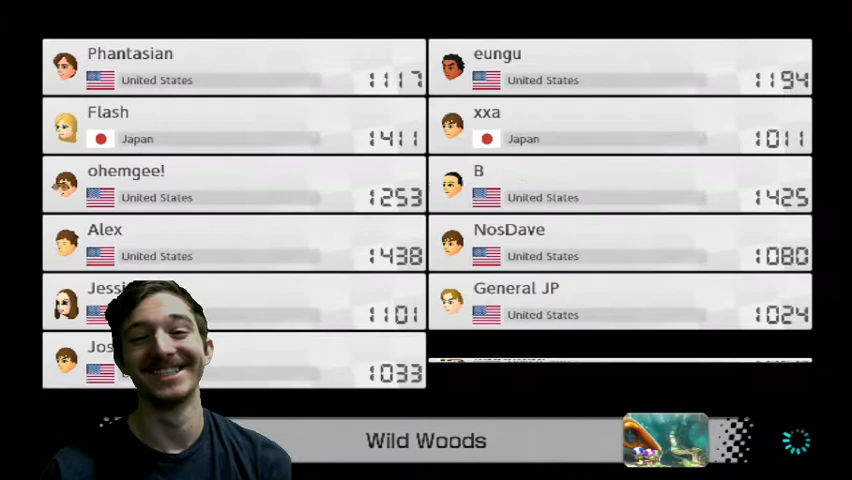 Phantasian
United States
1117
Flash
Japan
1411
ohemgee!
United States
1253
Alex
United States
1438
Jessi
1101
Jos
1033
eungu
United States
1194
xxa
Japan
1011
B
United States
1425
NosDave
United States
1080
General JP
United States
1024
Wild Woods